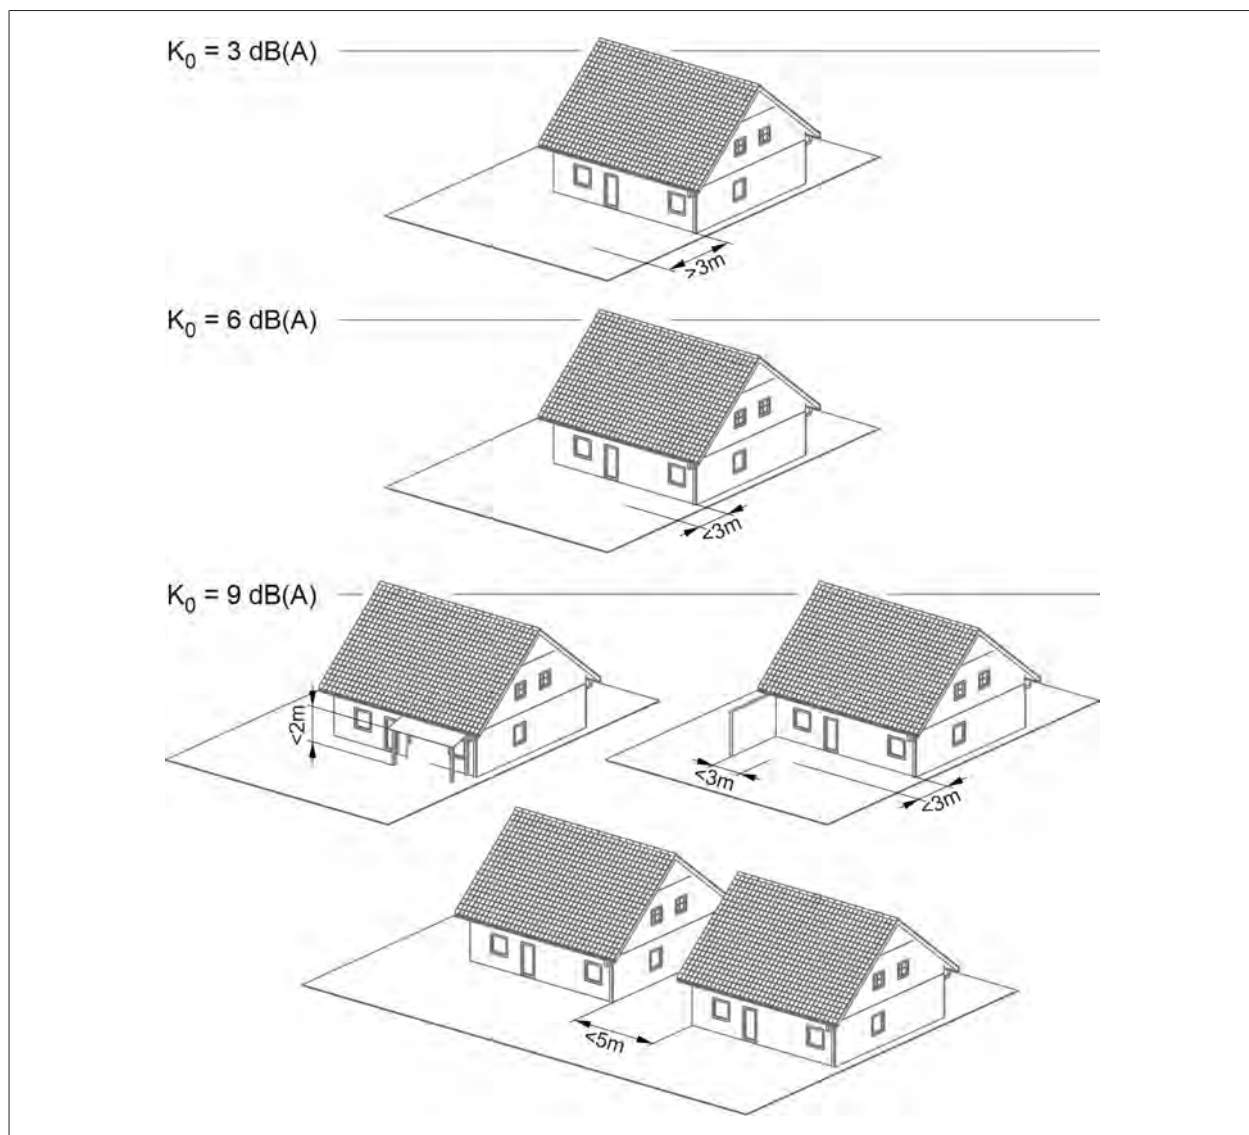 K₀ = 3 dB(A)
>3m
K₀ = 6 dB(A)
<3m
K₀ = 9 dB(A)
<2m
<3m
<3m
<5m